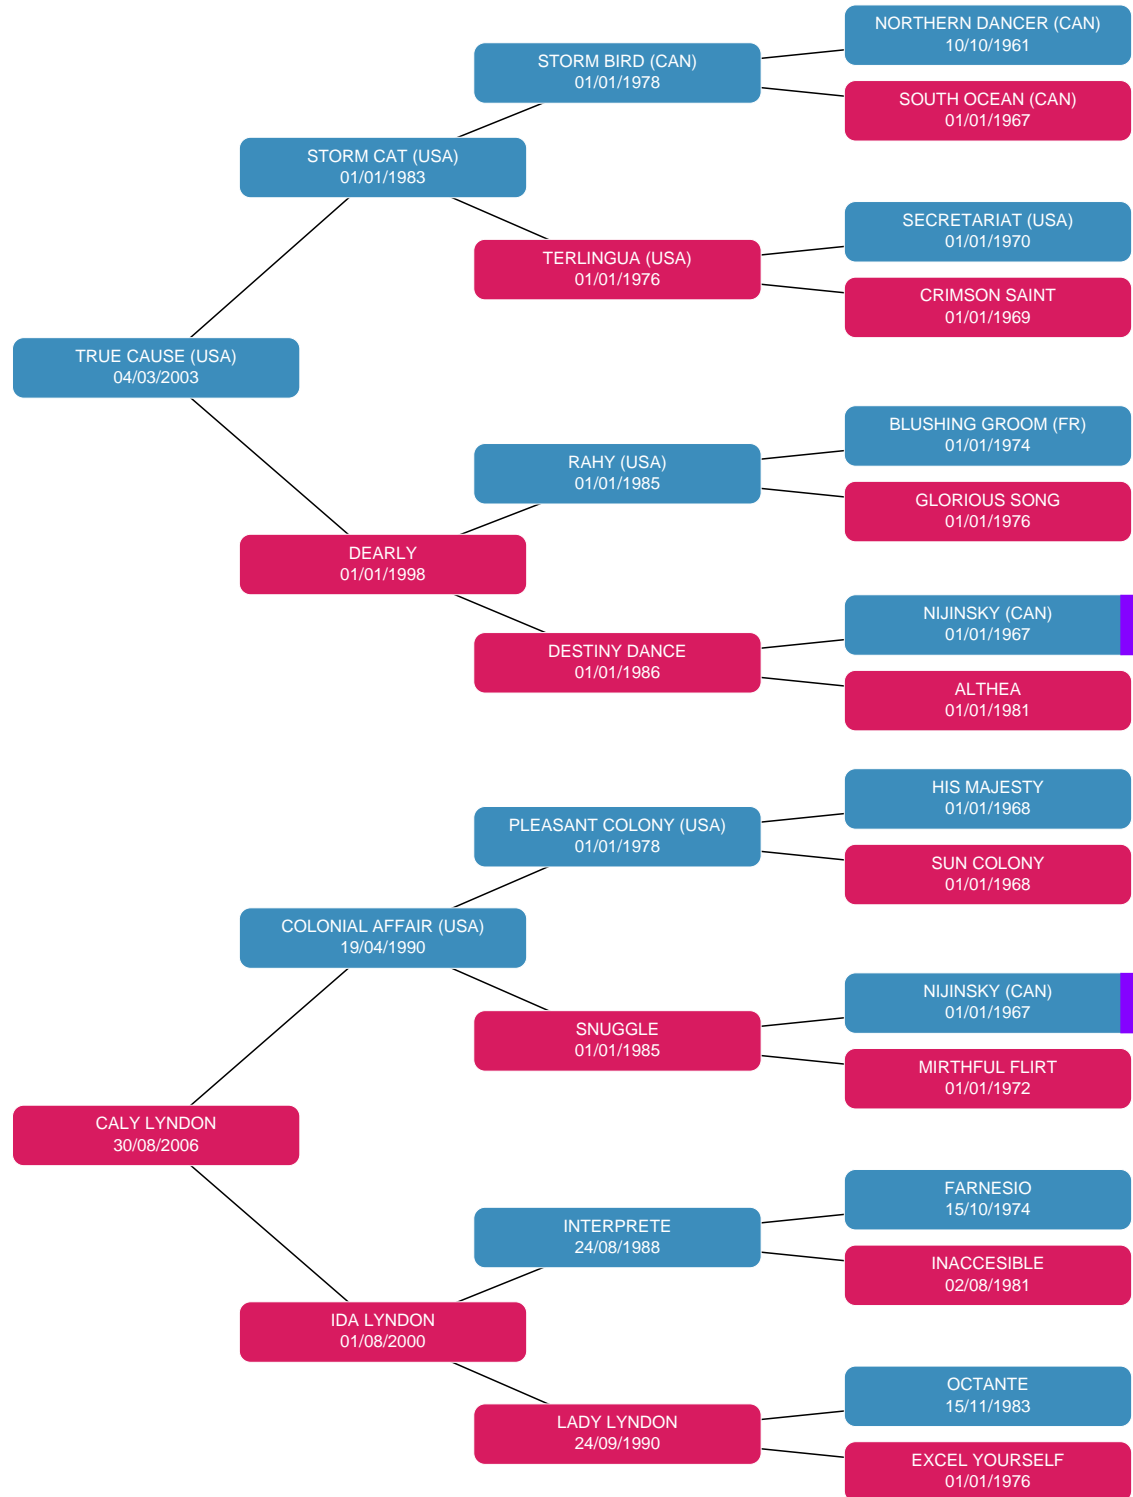 NORTHERN DANCER (CAN)
10/10/1961
STORM BIRD (CAN)
01/01/1978
SOUTH OCEAN (CAN)
01/01/1967
STORM CAT (USA)
01/01/1983
SECRETARIAT (USA)
01/01/1970
TERLINGUA (USA)
01/01/1976
CRIMSON SAINT
01/01/1969
TRUE CAUSE (USA)
04/03/2003
BLUSHING GROOM (FR)
01/01/1974
RAHY (USA)
01/01/1985
GLORIOUS SONG
01/01/1976
DEARLY
01/01/1998
NIJINSKY (CAN)
01/01/1967
DESTINY DANCE
01/01/1986
ALTHEA
01/01/1981
HIS MAJESTY
01/01/1968
PLEASANT COLONY (USA)
01/01/1978
SUN COLONY
01/01/1968
COLONIAL AFFAIR (USA)
19/04/1990
NIJINSKY (CAN)
01/01/1967
SNUGGLE
01/01/1985
MIRTHFUL FLIRT
01/01/1972
CALY LYNDON
30/08/2006
FARNESIO
15/10/1974
INTERPRETE
24/08/1988
INACCESIBLE
02/08/1981
IDA LYNDON
01/08/2000
OCTANTE
15/11/1983
LADY LYNDON
24/09/1990
EXCEL YOURSELF
01/01/1976